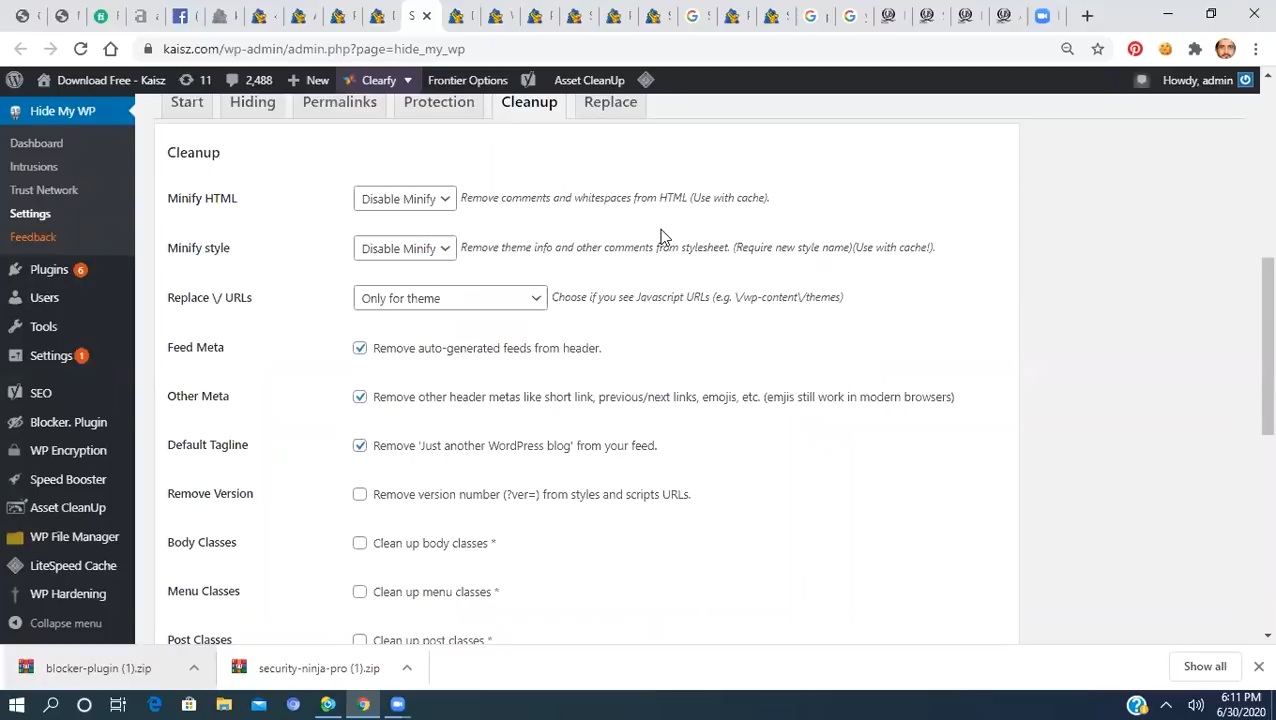 kaisz.com/wp-admin/admin.php?page=hide_my_wp
Download Free - Kaisz 11 2,488 New Clearfy Frontier Options Asset CleanUp Howdy, admin
Hide My WP
Dashboard
Intrusions
Trust Network
Settings
Feedback
Plugins 6
Users
Tools
Settings 1
SEO
Blocker. Plugin
WP Encryption
Speed Booster
Asset CleanUp
WP File Manager
LiteSpeed Cache
WP Hardening
Collapse menu
Start Hiding Permalinks Protection Cleanup Replace
Cleanup
Minify HTML Disable Minify Remove comments and whitespaces from HTML (Use with cache).
Minify style Disable Minify Remove theme info and other comments from stylesheet. (Require new style name)(Use with cache!).
Replace \/ URLs Only for theme Choose if you see Javascript URLs (e.g. \/wp-content\/themes)
Feed Meta Remove auto-generated feeds from header.
Other Meta Remove other header metas like short link, previous/next links, emojis, etc. (emjis still work in modern browsers)
Default Tagline Remove 'Just another WordPress blog' from your feed.
Remove Version Remove version number (?ver=) from styles and scripts URLs.
Body Classes Clean up body classes *
Menu Classes Clean up menu classes *
Post Classes Clean up post classes *
blocker-plugin (1).zip security-ninja-pro (1).zip Show all
6:11 PM
6/30/2020